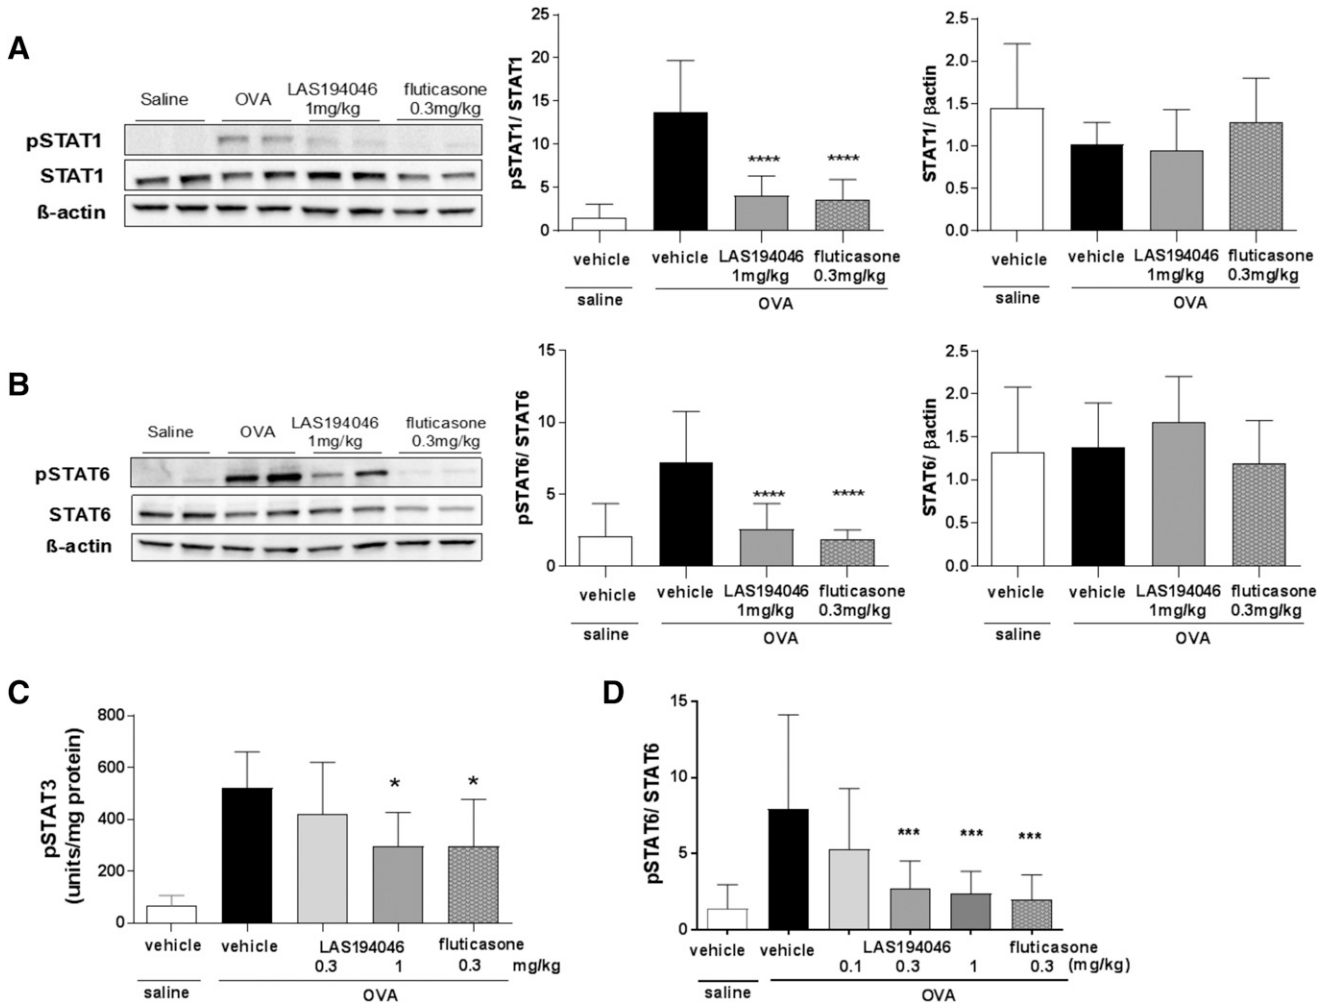 A
Saline OVA LAS194046 1mg/kg fluticasone 0.3mg/kg
pSTAT1
STAT1
ß-actin
pSTAT1/ STAT1
25
20
15
10
5
0
**** ****
vehicle vehicle LAS194046 fluticasone
1mg/kg 0.3mg/kg
saline OVA
STAT1/ βactin
2.5
2.0
1.5
1.0
0.5
0.0
vehicle vehicle LAS194046 fluticasone
1mg/kg 0.3mg/kg
saline OVA
B
Saline OVA LAS194046 1mg/kg fluticasone 0.3mg/kg
pSTAT6
STAT6
ß-actin
pSTAT6/ STAT6
15
10
5
0
**** ****
vehicle vehicle LAS194046 fluticasone
1mg/kg 0.3mg/kg
saline OVA
STAT6/ βactin
2.5
2.0
1.5
1.0
0.5
0.0
vehicle vehicle LAS194046 fluticasone
1mg/kg 0.3mg/kg
saline OVA
C
pSTAT3
(units/mg protein)
800
600
400
200
0
* *
vehicle vehicle LAS194046 fluticasone
0.3 1 0.3 mg/kg
saline OVA
D
pSTAT6/ STAT6
15
10
5
0
*** *** ***
vehicle vehicle LAS194046 fluticasone
0.1 0.3 1 0.3 (mg/kg)
saline OVA